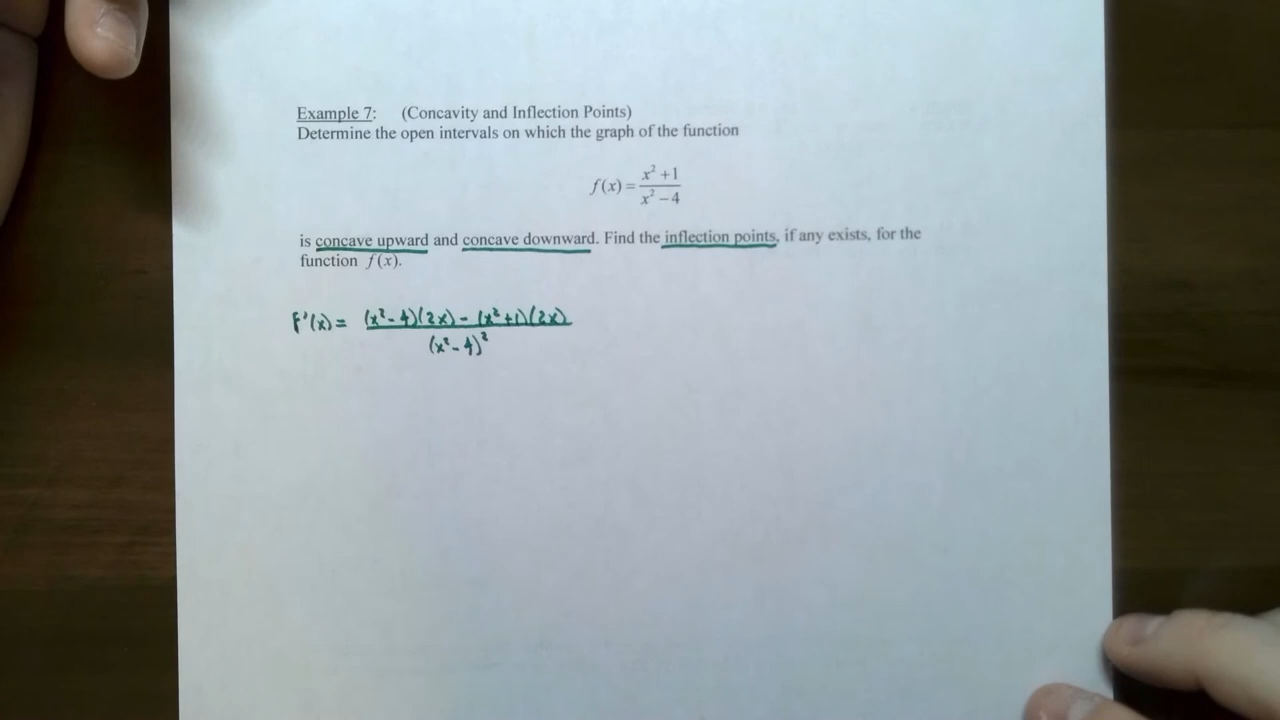 Example 7: (Concavity and Inflection Points)
Determine the open intervals on which the graph of the function
f(x) = (x² + 1)/(x² − 4)
is concave upward and concave downward. Find the inflection points, if any exists, for the
function f(x).
F'(x) = ((x² - 4)(2x) - (x² + 1)(2x))/(x² - 4)²